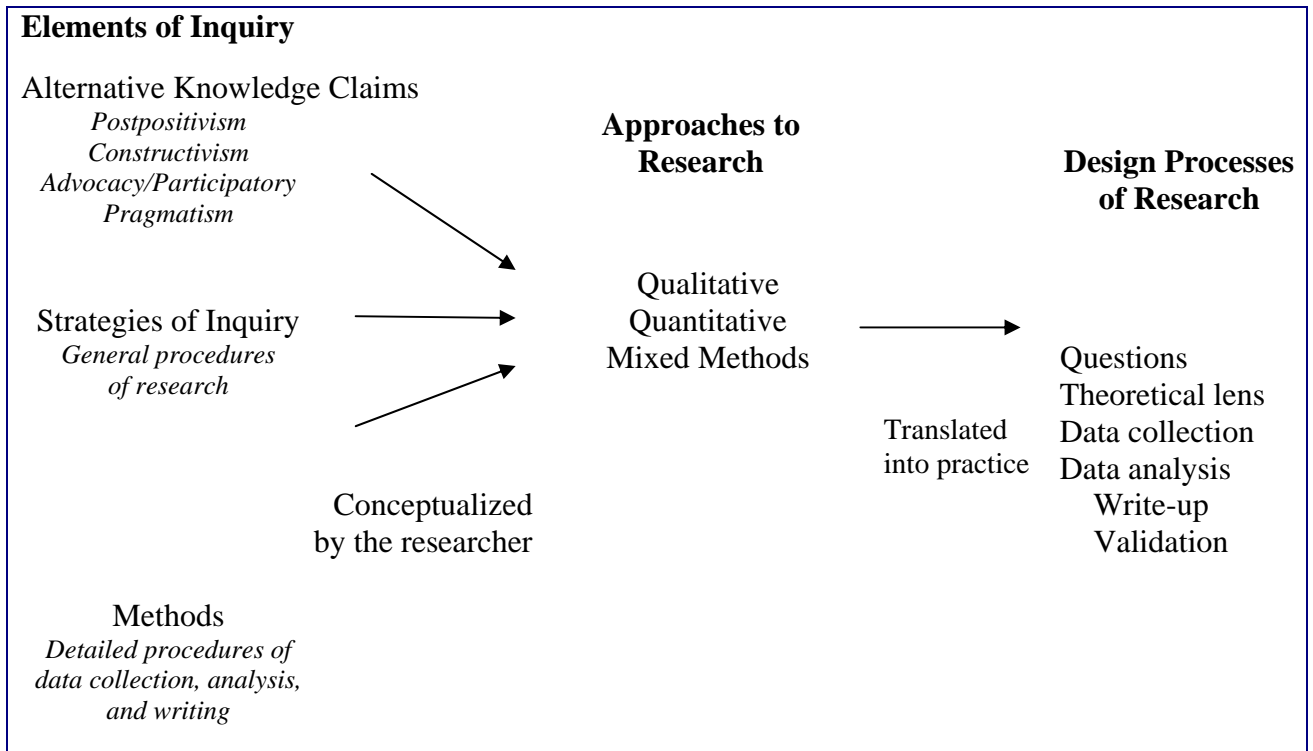 Elements of Inquiry
Alternative Knowledge Claims
Postpositivism
Constructivism
Advocacy/Participatory
Pragmatism
Strategies of Inquiry
General procedures
of research
Conceptualized
by the researcher
Methods
Detailed procedures of
data collection, analysis,
and writing
Approaches to
Research
Qualitative
Quantitative
Mixed Methods
Translated
into practice
Design Processes
of Research
Questions
Theoretical lens
Data collection
Data analysis
Write-up
Validation